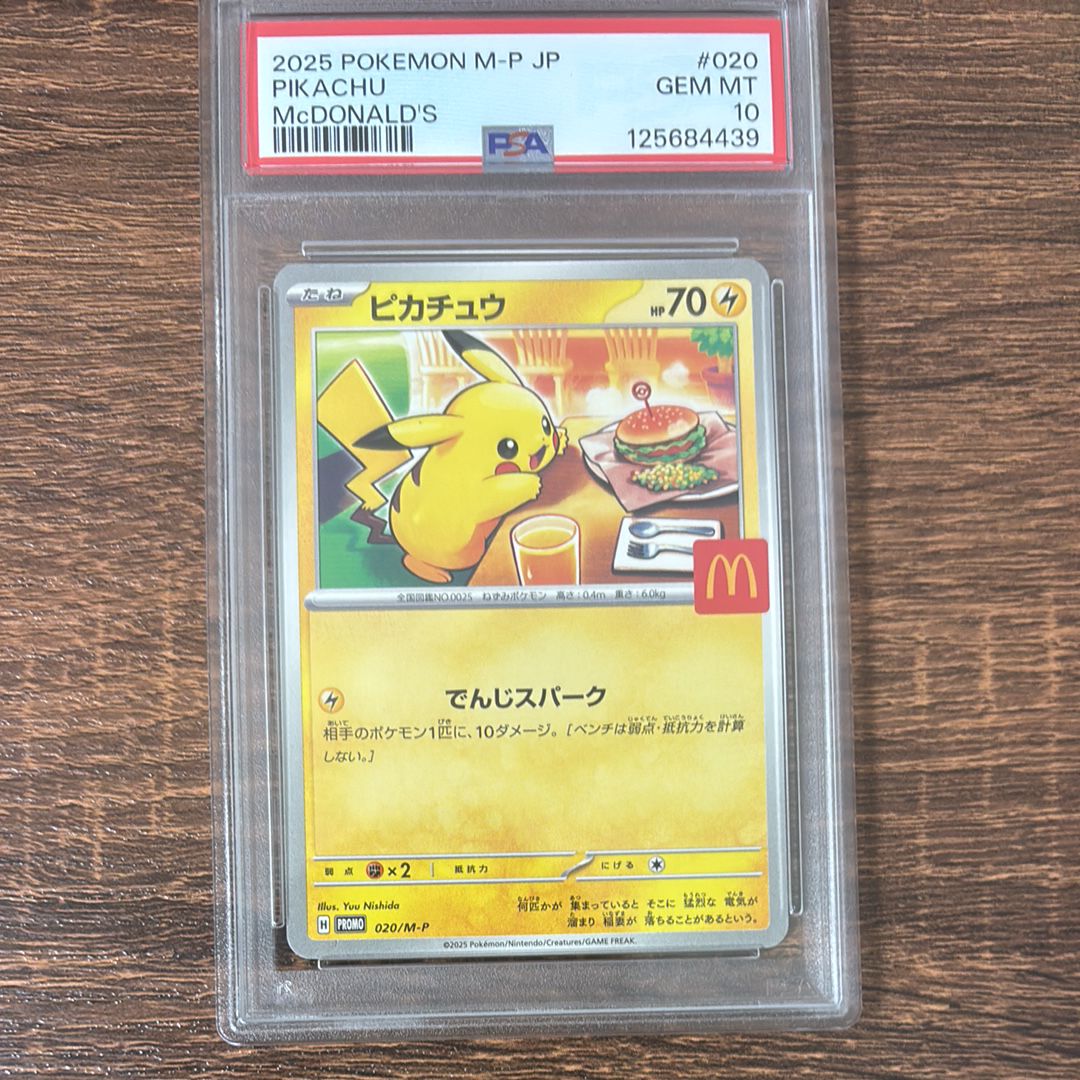 2025 POKEMON M-P JP #020
PIKACHU GEM MT
McDONALD'S 10
125684439
PSA
たね ピカチュウ HP70
全国図鑑NO.0025 ねずみポケモン 高さ:0.4m 重さ:6.0kg
でんじスパーク
相手のポケモン1匹に、10ダメージ。[ベンチは弱点・抵抗力を計算
しない。]
弱点 ×2 抵抗力 にげる
Illus. Yuu Nishida
何匹かが 集まっていると そこに 猛烈な 電気が
溜まり 稲妻が 落ちることがあるという。
H PROMO 020/M-P
©2025 Pokémon/Nintendo/Creatures/GAME FREAK.